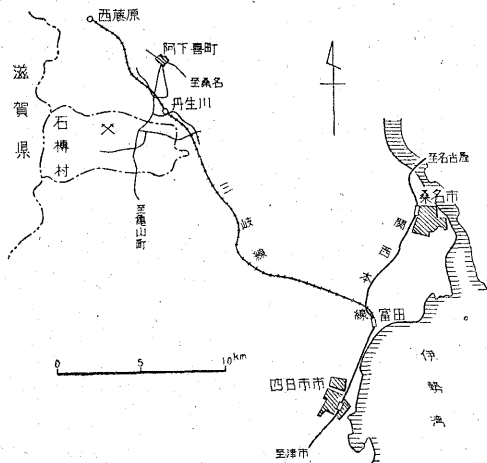 西藤原
阿下喜町
至桑名
丹生川
滋賀県
石榑村
至亀山町
三岐線
至名古屋
桑名市
関西本線
富田
0 5 10km
四日市市
伊勢湾
至津市